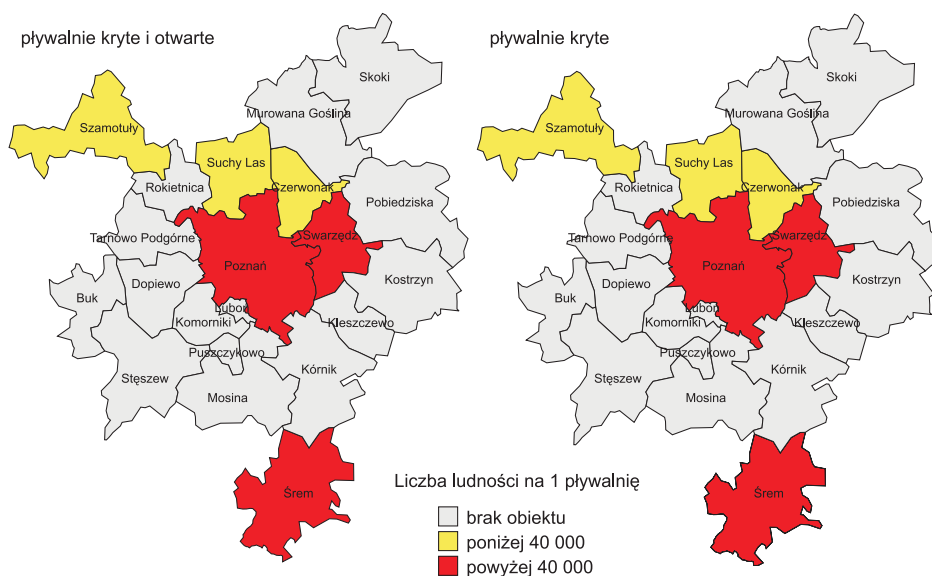 pływalnie kryte i otwarte
Skoki
Murowana Goślina
Szamotuły
Suchy Las
Rokietnica
Czerwonak
Pobiedziska
Tarnowo Podgórne
Swarzędz
Poznań
Buk
Dopiewo
Kostrzyn
Luboń
Komorniki
Kleszczewo
Puszczykowo
Stęszew
Kórnik
Mosina
Śrem
pływalnie kryte
Skoki
Murowana Goślina
Szamotuły
Suchy Las
Rokietnica
Czerwonak
Pobiedziska
Tarnowo Podgórne
Swarzędz
Poznań
Buk
Dopiewo
Kostrzyn
Luboń
Komorniki
Kleszczewo
Puszczykowo
Stęszew
Kórnik
Mosina
Śrem
Liczba ludności na 1 pływalnię
brak obiektu
poniżej 40 000
powyżej 40 000